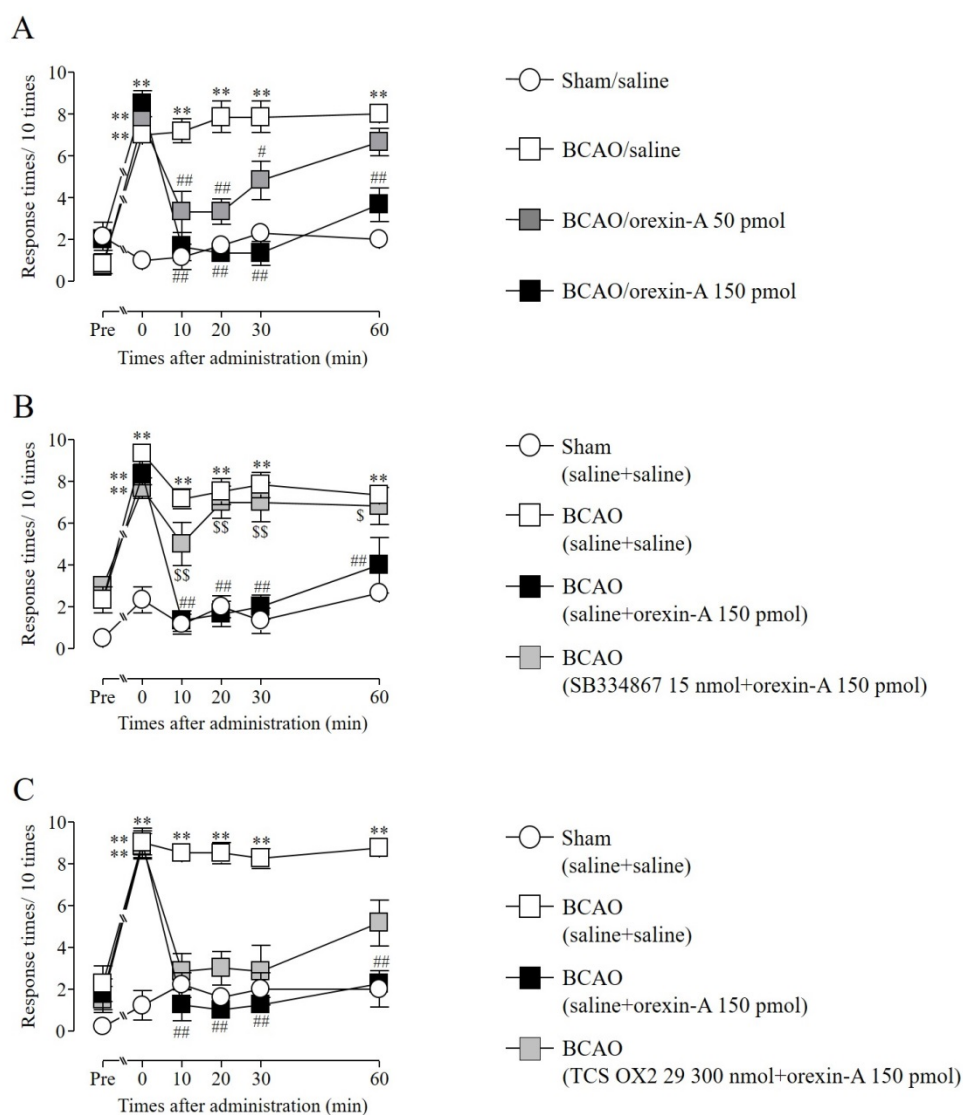 A
Response times/ 10 times
10
8
6
4
2
0
** ** ** ** ** **
**
**
## ## # ##
## ## ##
Pre 0 10 20 30 60
Times after administration (min)
Sham/saline
BCAO/saline
BCAO/orexin-A 50 pmol
BCAO/orexin-A 150 pmol
B
Response times/ 10 times
10
8
6
4
2
0
** ** ** ** **
**
**
$$ $$ $$ $
## ## ## ##
Pre 0 10 20 30 60
Times after administration (min)
Sham
(saline+saline)
BCAO
(saline+saline)
BCAO
(saline+orexin-A 150 pmol)
BCAO
(SB334867 15 nmol+orexin-A 150 pmol)
C
Response times/ 10 times
10
8
6
4
2
0
** ** ** ** **
**
**
## ## ## ##
Pre 0 10 20 30 60
Times after administration (min)
Sham
(saline+saline)
BCAO
(saline+saline)
BCAO
(saline+orexin-A 150 pmol)
BCAO
(TCS OX2 29 300 nmol+orexin-A 150 pmol)